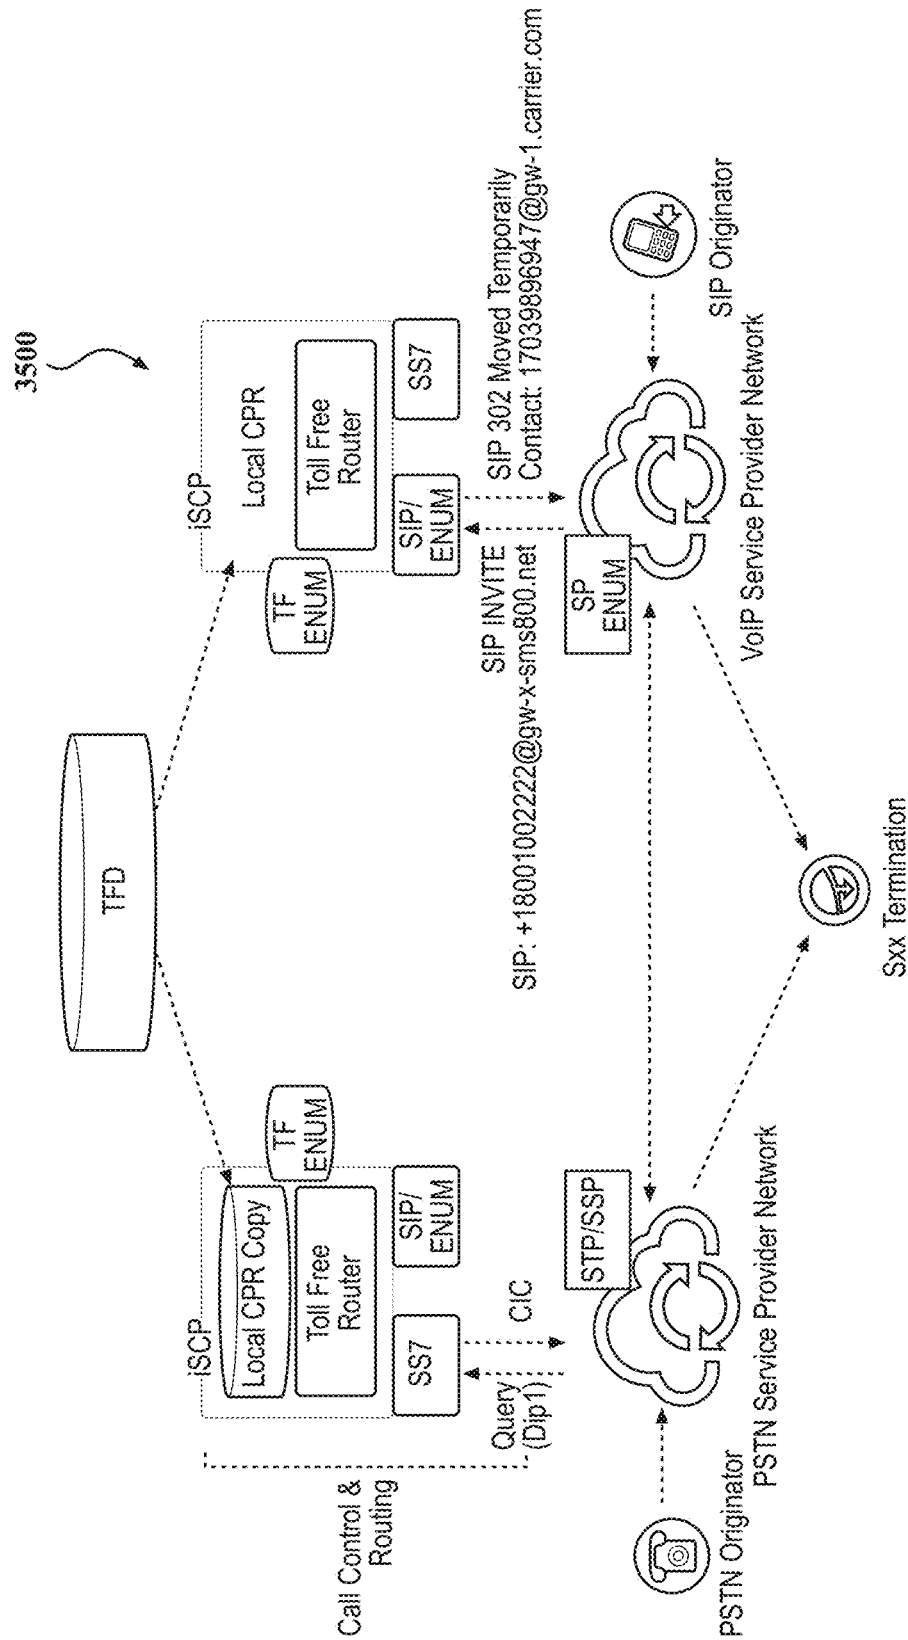 3500
TFD
iSCP
Local CPR Copy
Toll Free
Router
TF
ENUM
SS7
SIP/
ENUM
iSCP
Local CPR
Toll Free
Router
TF
ENUM
SIP/
ENUM
SS7
Call Control &
Routing
Query
(Dip1)
CIC
SIP INVITE
SIP: +18001002222@gw-x-sms800.net
SIP 302 Moved Temporarily
Contact: 17039896947@gw-1.carrier.com
STP/SSP
SP
ENUM
PSTN Originator
PSTN Service Provider Network
VoIP Service Provider Network
SIP Originator
Sxx Termination